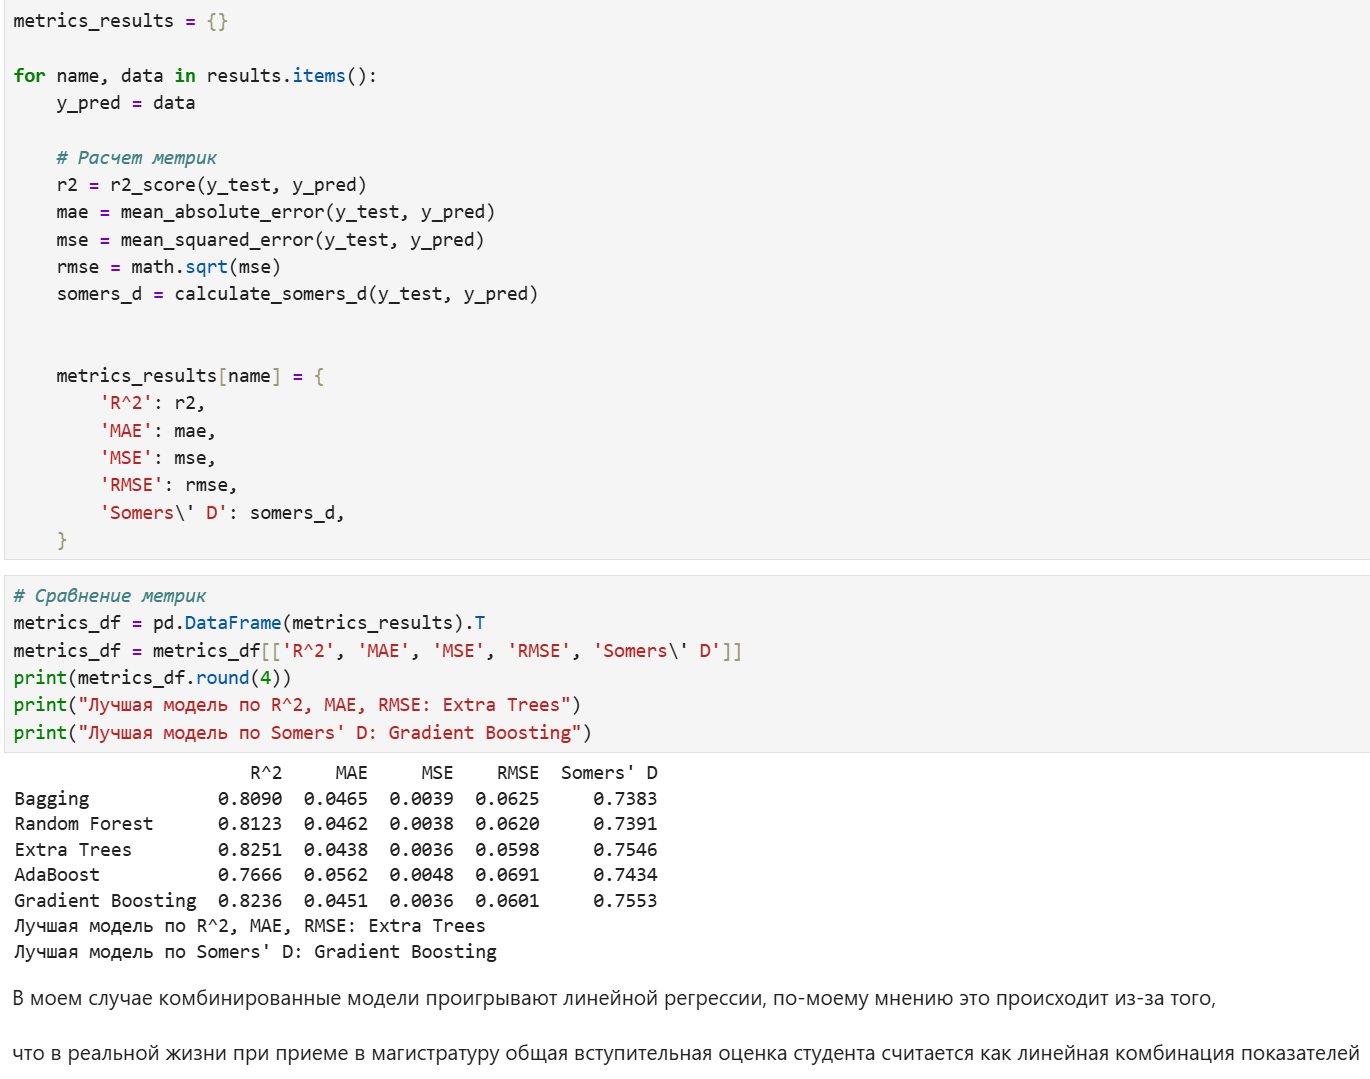 metrics_results = {}
for name, data in results.items():
    y_pred = data
    # Расчет метрик
    r2 = r2_score(y_test, y_pred)
    mae = mean_absolute_error(y_test, y_pred)
    mse = mean_squared_error(y_test, y_pred)
    rmse = math.sqrt(mse)
    somers_d = calculate_somers_d(y_test, y_pred)
    metrics_results[name] = {
        'R^2': r2,
        'MAE': mae,
        'MSE': mse,
        'RMSE': rmse,
        'Somers\' D': somers_d,
    }
# Сравнение метрик
metrics_df = pd.DataFrame(metrics_results).T
metrics_df = metrics_df[['R^2', 'MAE', 'MSE', 'RMSE', 'Somers\' D']]
print(metrics_df.round(4))
print("Лучшая модель по R^2, MAE, RMSE: Extra Trees")
print("Лучшая модель по Somers' D: Gradient Boosting")
                      R^2     MAE     MSE    RMSE  Somers' D
Bagging            0.8090  0.0465  0.0039  0.0625     0.7383
Random Forest      0.8123  0.0462  0.0038  0.0620     0.7391
Extra Trees        0.8251  0.0438  0.0036  0.0598     0.7546
AdaBoost           0.7666  0.0562  0.0048  0.0691     0.7434
Gradient Boosting  0.8236  0.0451  0.0036  0.0601     0.7553
Лучшая модель по R^2, MAE, RMSE: Extra Trees
Лучшая модель по Somers' D: Gradient Boosting
В моем случае комбинированные модели проигрывают линейной регрессии, по-моему мнению это происходит из-за того,
что в реальной жизни при приеме в магистратуру общая вступительная оценка студента считается как линейная комбинация показателей